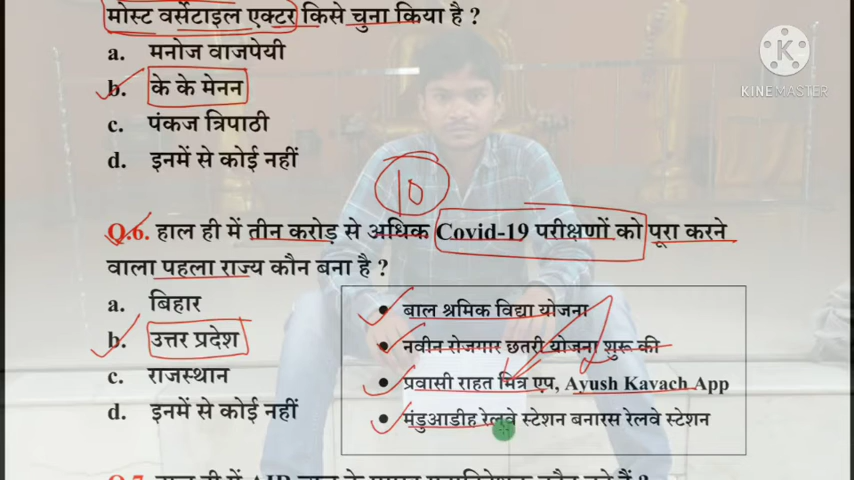 मोस्ट वर्सेटाइल एक्टर किसे चुना किया है ?
a. मनोज वाजपेयी
b. के के मेनन
c. पंकज त्रिपाठी
d. इनमें से कोई नहीं
KINEMASTER
10
Q.6. हाल ही में तीन करोड़ से अधिक Covid-19 परीक्षणों को पूरा करने
वाला पहला राज्य कौन बना है ?
a. बिहार
b. उत्तर प्रदेश
c. राजस्थान
d. इनमें से कोई नहीं
• बाल श्रमिक विद्या योजना
• नवीन रोजगार छतरी योजना शुरू की
• प्रवासी राहत मित्र एप, Ayush Kavach App
• मंडुआडीह रेलवे स्टेशन बनारस रेलवे स्टेशन
Q.7. हाल ही में AIR